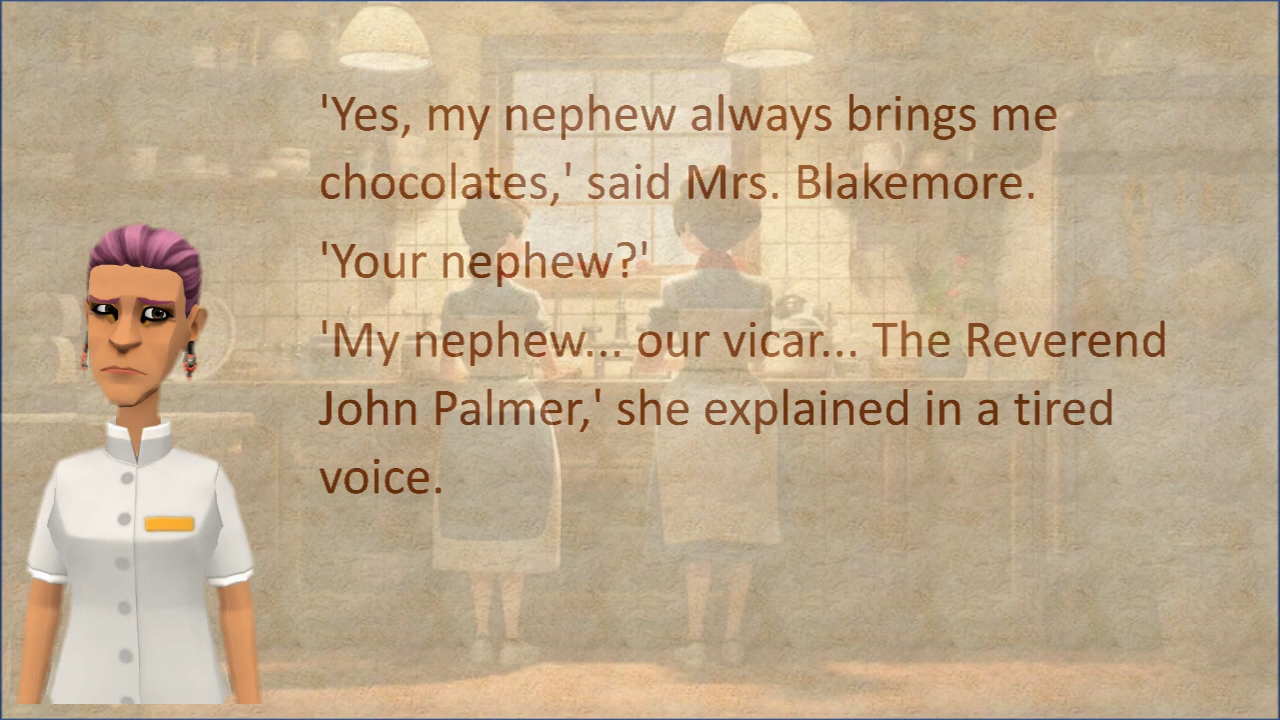 'Yes, my nephew always brings me
chocolates,' said Mrs. Blakemore.
'Your nephew?'
'My nephew... our vicar... The Reverend
John Palmer,' she explained in a tired
voice.